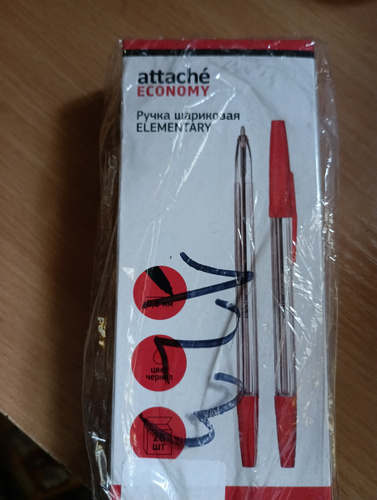 attaché
ECONOMY
Ручка шариковая
ELEMENTARY
цвет
чернил
20
шт